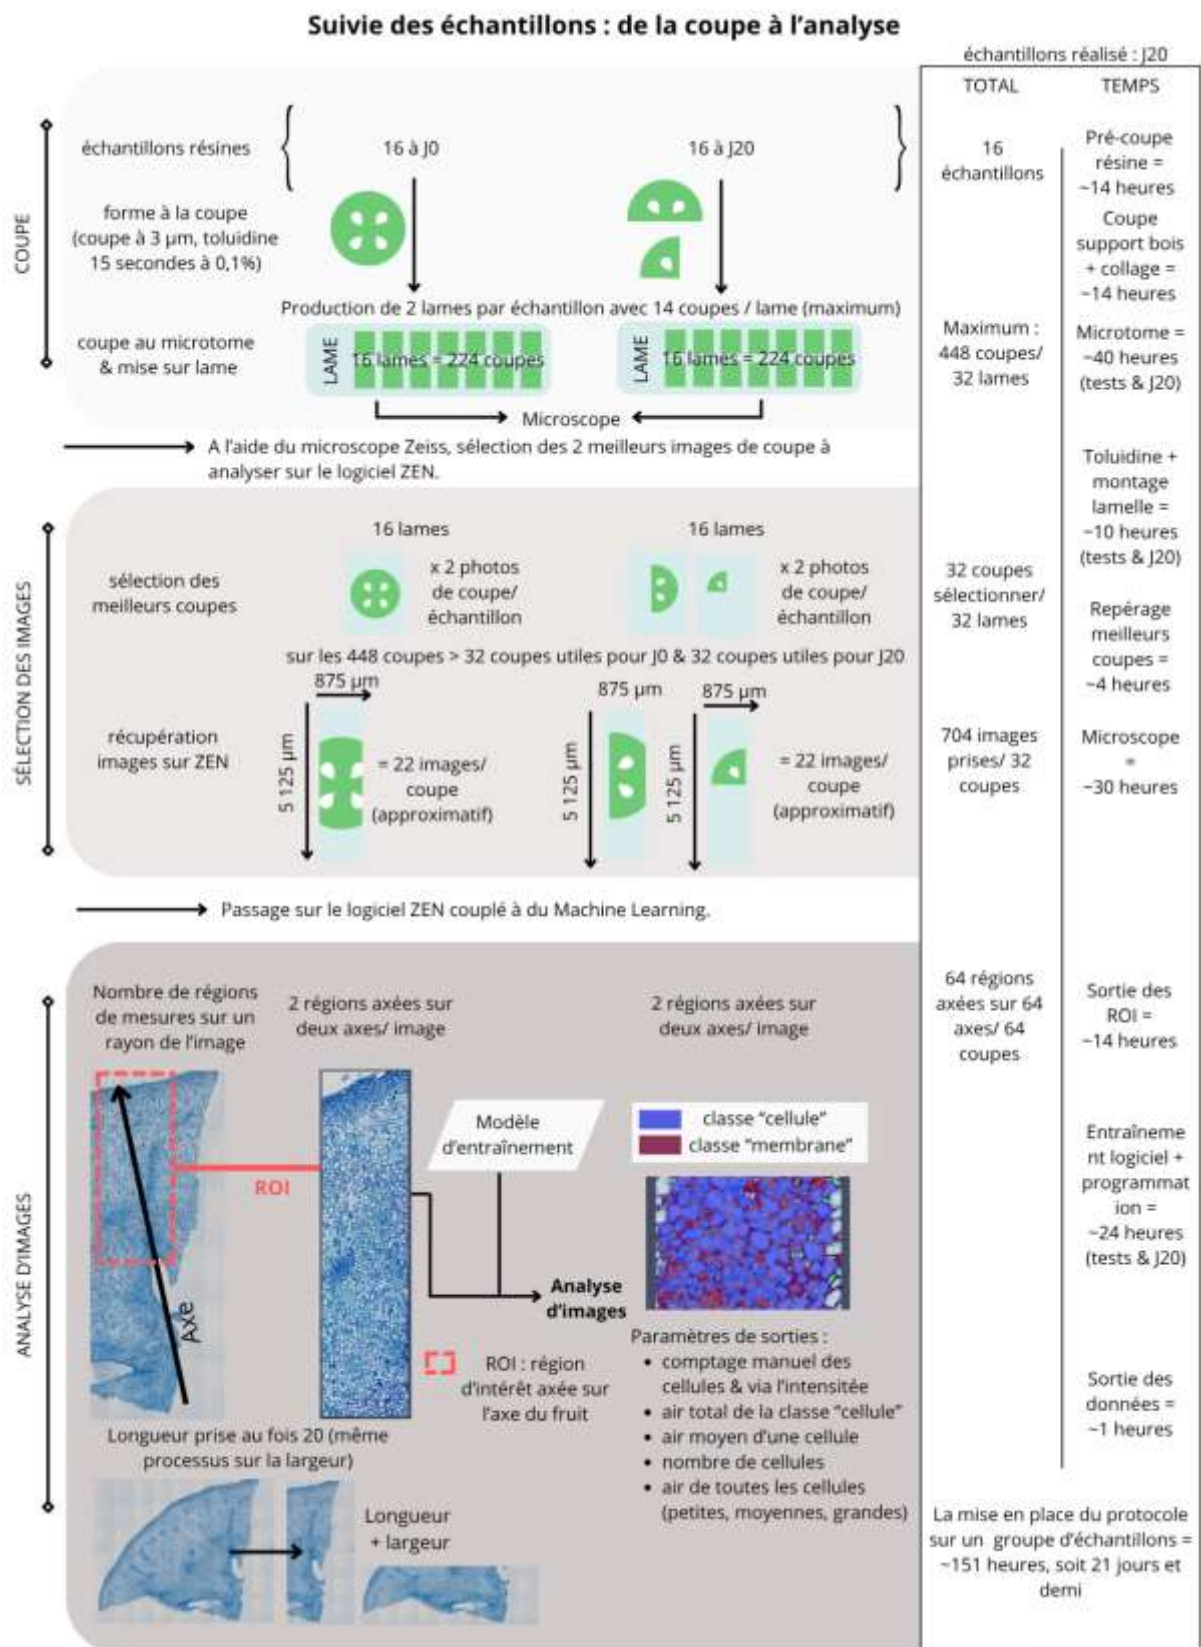 Suivie des échantillons : de la coupe à l'analyse
échantillons réalisé : J20
TOTAL
TEMPS
COUPE
échantillons résines
16 à J0
16 à J20
16
échantillons
Pré-coupe
résine =
~14 heures
forme à la coupe
(coupe à 3 µm, toluidine
15 secondes à 0,1%)
Coupe
support bois
+ collage =
~14 heures
Production de 2 lames par échantillon avec 14 coupes / lame (maximum)
coupe au microtome
& mise sur lame
LAME
16 lames = 224 coupes
LAME
16 lames = 224 coupes
Maximum :
448 coupes/
32 lames
Microtome =
~40 heures
(tests & J20)
Microscope
A l'aide du microscope Zeiss, sélection des 2 meilleurs images de coupe à
analyser sur le logiciel ZEN.
Toluidine +
montage
lamelle =
~10 heures
(tests & J20)
SÉLECTION DES IMAGES
16 lames
16 lames
sélection des
meilleurs coupes
x 2 photos
de coupe/
échantillon
x 2 photos
de coupe/
échantillon
32 coupes
sélectionner/
32 lames
Repérage
meilleurs
coupes =
~4 heures
sur les 448 coupes > 32 coupes utiles pour J0 & 32 coupes utiles pour J20
875 µm
875 µm
875 µm
récupération
images sur ZEN
5 125 µm
= 22 images/
coupe
(approximatif)
5 125 µm
5 125 µm
= 22 images/
coupe
(approximatif)
704 images
prises/ 32
coupes
Microscope
=
~30 heures
Passage sur le logiciel ZEN couplé à du Machine Learning.
ANALYSE D'IMAGES
Nombre de régions
de mesures sur un
rayon de l'image
2 régions axées sur
deux axes/ image
2 régions axées sur
deux axes/ image
64 régions
axées sur 64
axes/ 64
coupes
Sortie des
ROI =
~14 heures
Modèle
d'entraînement
classe "cellule"
classe "membrane"
ROI
Axe
Entraîneme
nt logiciel +
programmat
ion =
~24 heures
(tests & J20)
Analyse
d'images
ROI : région
d'intérêt axée sur
l'axe du fruit
Paramètres de sorties :
• comptage manuel des
cellules & via l'intensitée
• air total de la classe "cellule"
• air moyen d'une cellule
• nombre de cellules
• air de toutes les cellules
(petites, moyennes, grandes)
Sortie des
données =
~1 heures
Longueur prise au fois 20 (même
processus sur la largeur)
Longueur
+ largeur
La mise en place du protocole
sur un groupe d'échantillons =
~151 heures, soit 21 jours et
demi